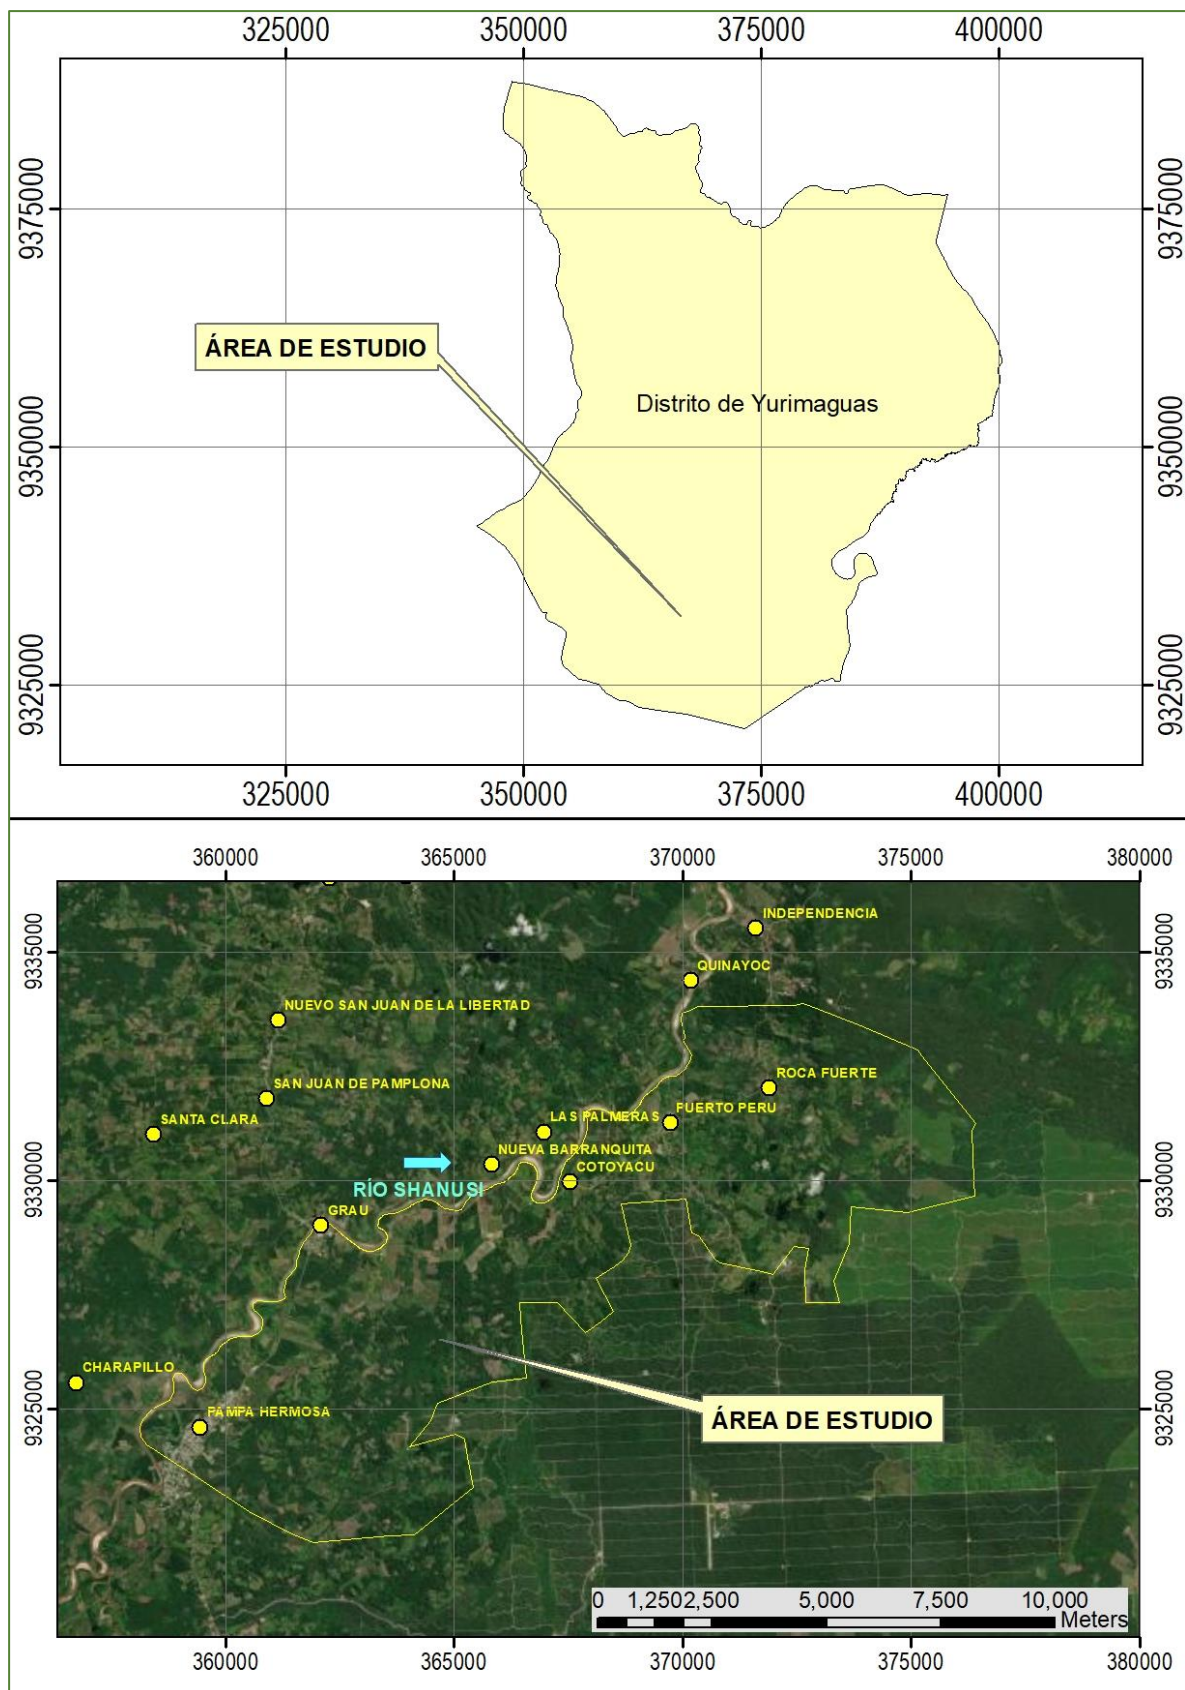 325000 350000 375000 400000
9375000 9375000
ÁREA DE ESTUDIO
Distrito de Yurimaguas
9350000 9350000
9325000 9325000
325000 350000 375000 400000
360000 365000 370000 375000 380000
INDEPENDENCIA
9335000 9335000
QUINAYOC
NUEVO SAN JUAN DE LA LIBERTAD
ROCA FUERTE
SAN JUAN DE PAMPLONA
PUERTO PERU
SANTA CLARA
LAS PALMERAS
NUEVA BARRANQUITA
COTOYACU
9330000 9330000
RÍO SHANUSI
GRAU
CHARAPILLO
PAMPA HERMOSA
ÁREA DE ESTUDIO
9325000 9325000
0 1,250 2,500 5,000 7,500 10,000
Meters
360000 365000 370000 375000 380000